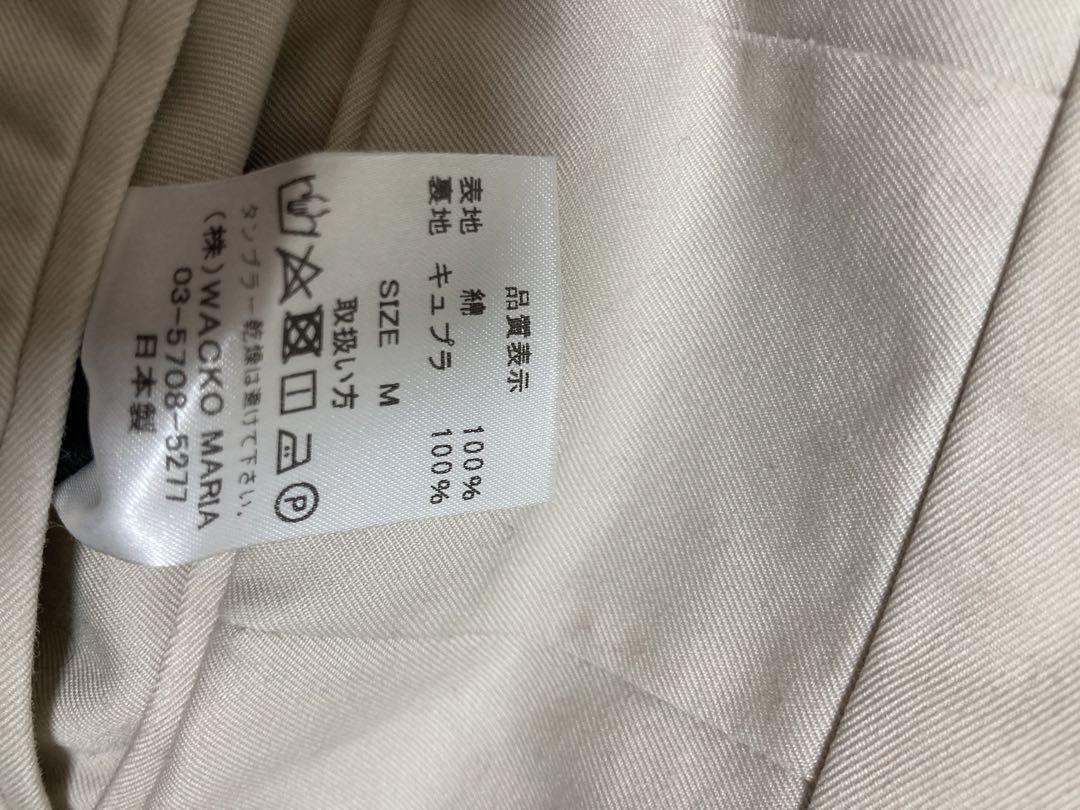 品質表示
表地 綿 100%
裏地 キュプラ 100%
SIZE M
取扱い方
P
タンブラー乾燥は避けて下さい。
(株)WACKO MARIA
03-5708-5277
日本製